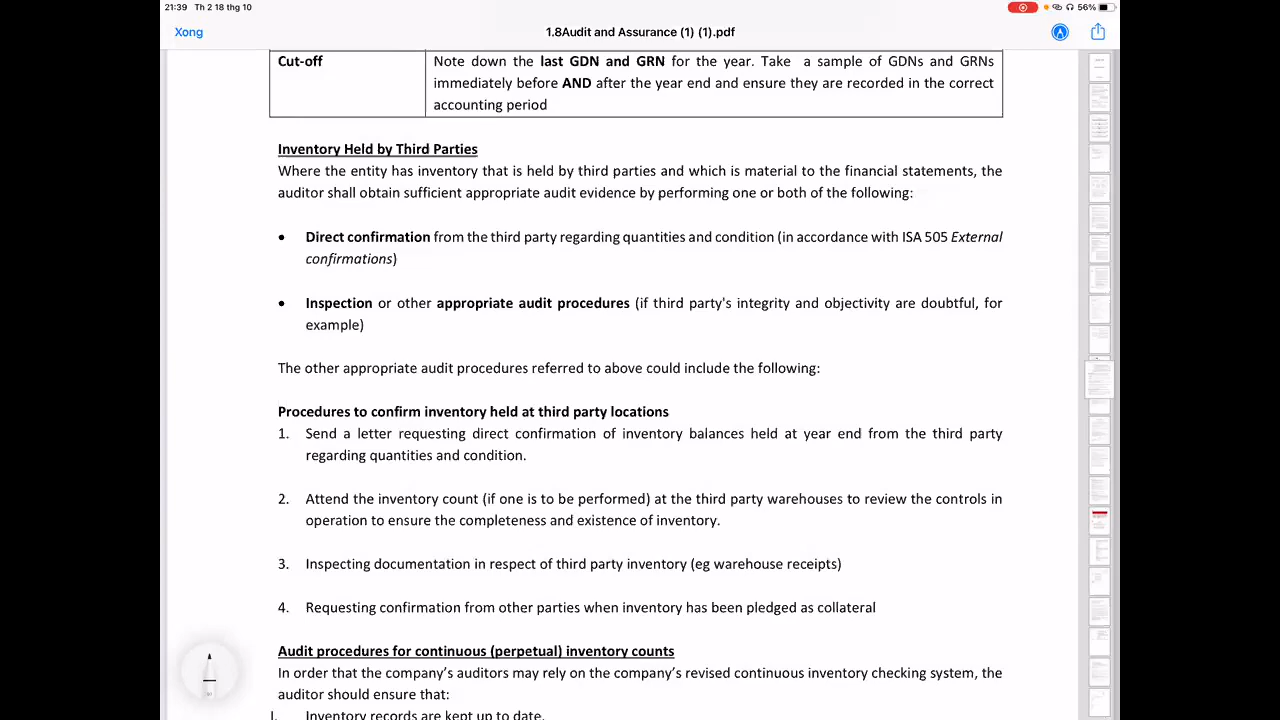 21:39 Th 2 18 thg 10 56%
Xong 1.8Audit and Assurance (1) (1).pdf
Cut-off
Note down the last GDN and GRN for the year. Take a sample of GDNs and GRNs
immediately before AND after the year end and ensure they are recorded in the correct
accounting period
Inventory Held by Third Parties
Where the entity has inventory that is held by third parties and which is material to the financial statements, the
auditor shall obtain sufficient appropriate audit evidence by performing one or both of the following:
• Direct confirmation from the third party regarding quantities and condition (in accordance with ISA 505 External
confirmations)
• Inspection or other appropriate audit procedures (if third party's integrity and objectivity are doubtful, for
example)
The other appropriate audit procedures referred to above could include the following:
Procedures to confirm inventory held at third party locations
1. Send a letter requesting direct confirmation of inventory balances held at year end from the third party
regarding quantities and condition.
2. Attend the inventory count (if one is to be performed) at the third party warehouses to review the controls in
operation to ensure the completeness and existence of inventory.
3. Inspecting documentation in respect of third party inventory (eg warehouse receipts)
4. Requesting confirmation from other parties when inventory has been pledged as collateral
Audit procedures – continuous (perpetual) inventory counts
In order that the company's auditor may rely on the company's revised continuous inventory checking system, the
auditor should ensure that:
I. Inventory records are kept up to date.